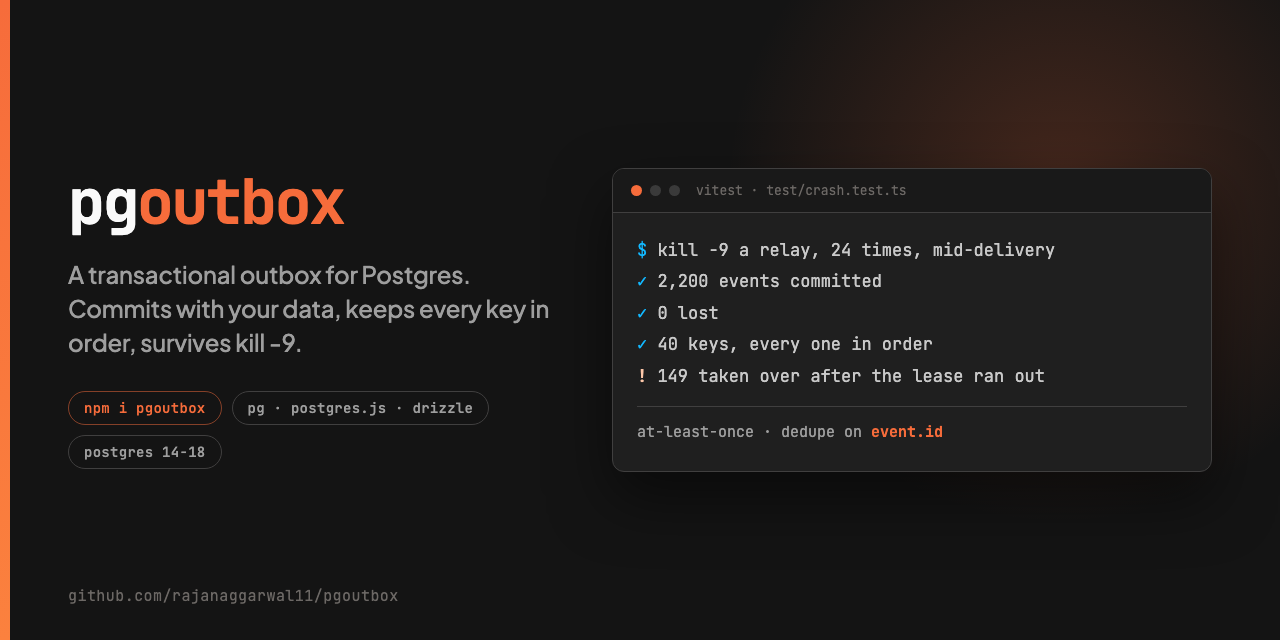 pgoutbox
A transactional outbox for Postgres.
Commits with your data, keeps every key in
order, survives kill -9.
npm i pgoutbox
pg · postgres.js · drizzle
postgres 14-18
github.com/rajanaggarwal11/pgoutbox
vitest · test/crash.test.ts
$ kill -9 a relay, 24 times, mid-delivery
✓ 2,200 events committed
✓ 0 lost
✓ 40 keys, every one in order
! 149 taken over after the lease ran out
at-least-once · dedupe on event.id